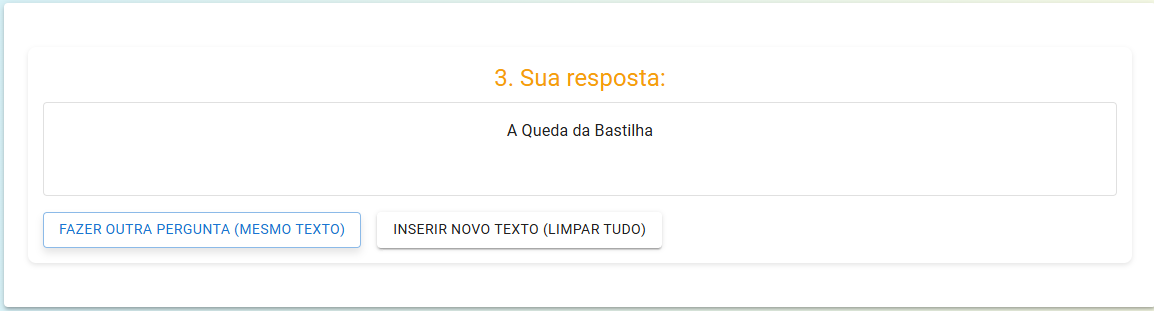 3. Sua resposta:
A Queda da Bastilha
FAZER OUTRA PERGUNTA (MESMO TEXTO)
INSERIR NOVO TEXTO (LIMPAR TUDO)